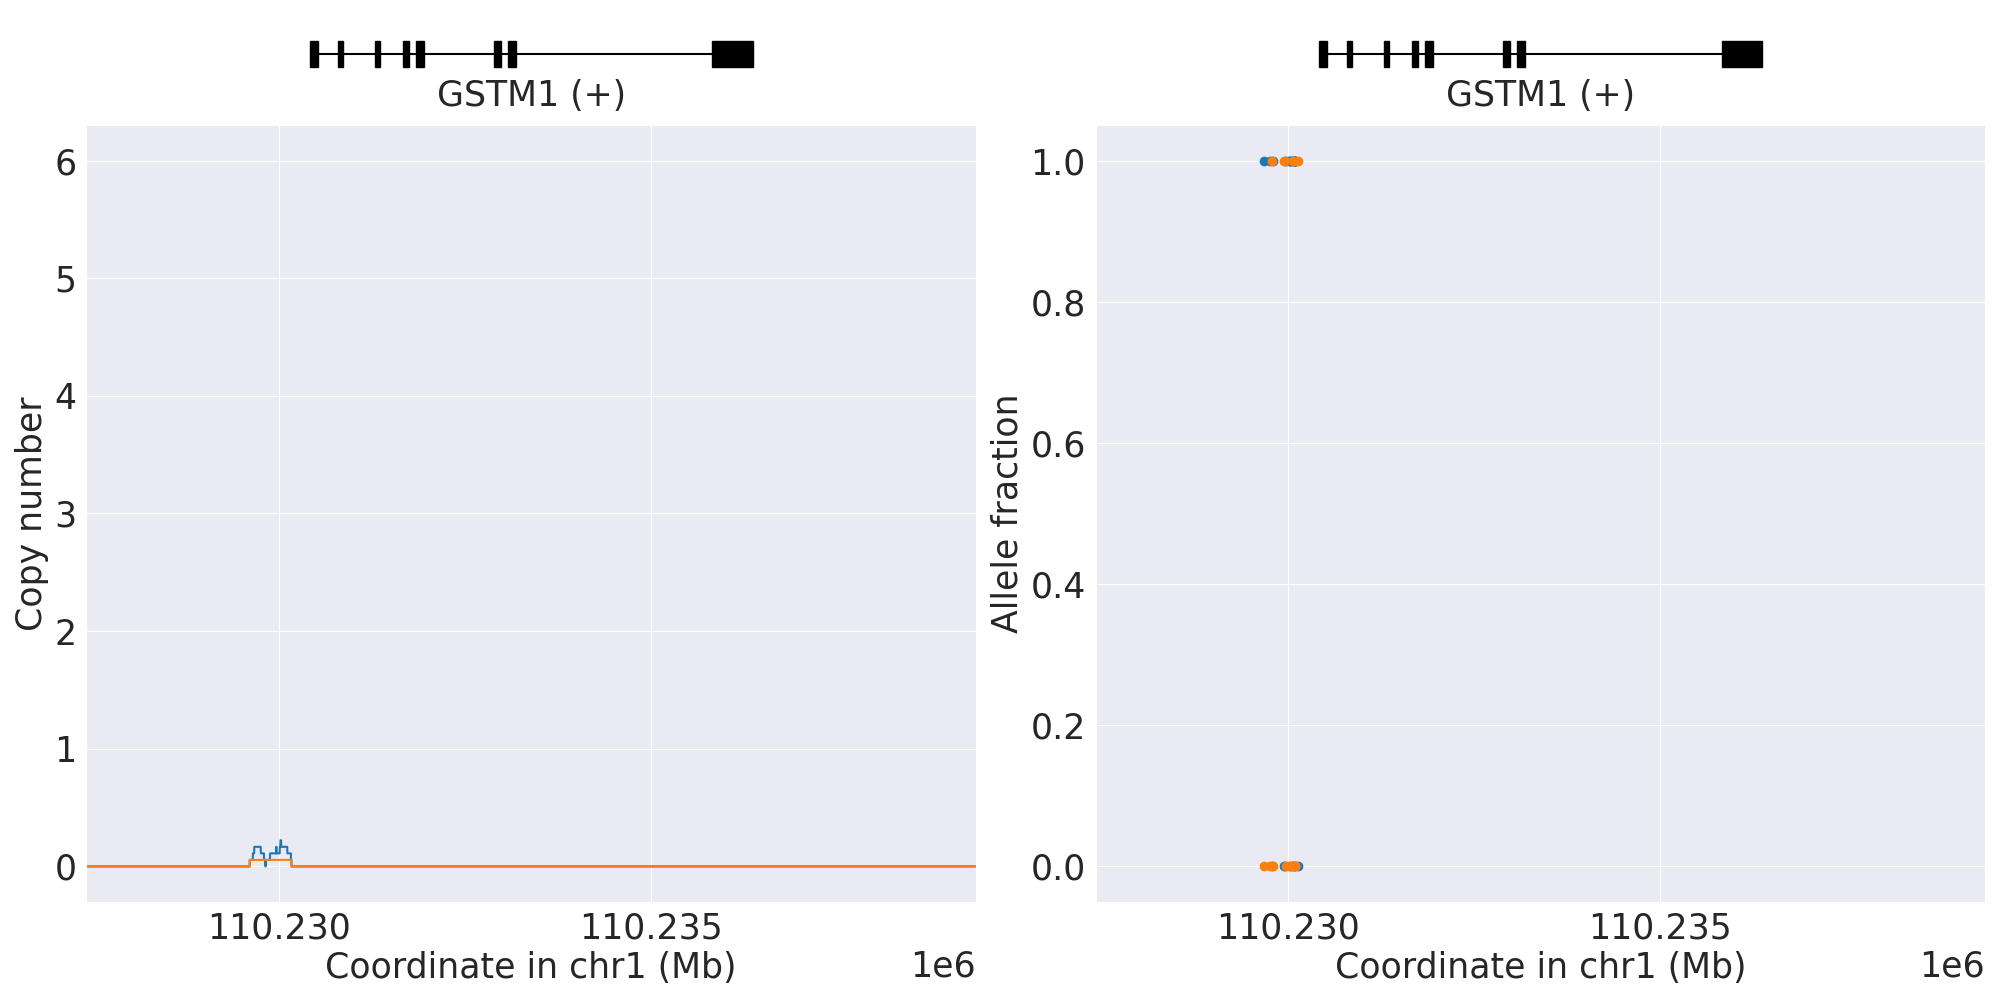 GSTM1 (+)
6
5
4
3
2
1
0
Copy number
110.230
110.235
Coordinate in chr1 (Mb)
1e6
GSTM1 (+)
1.0
0.8
0.6
0.4
0.2
0.0
Allele fraction
110.230
110.235
Coordinate in chr1 (Mb)
1e6